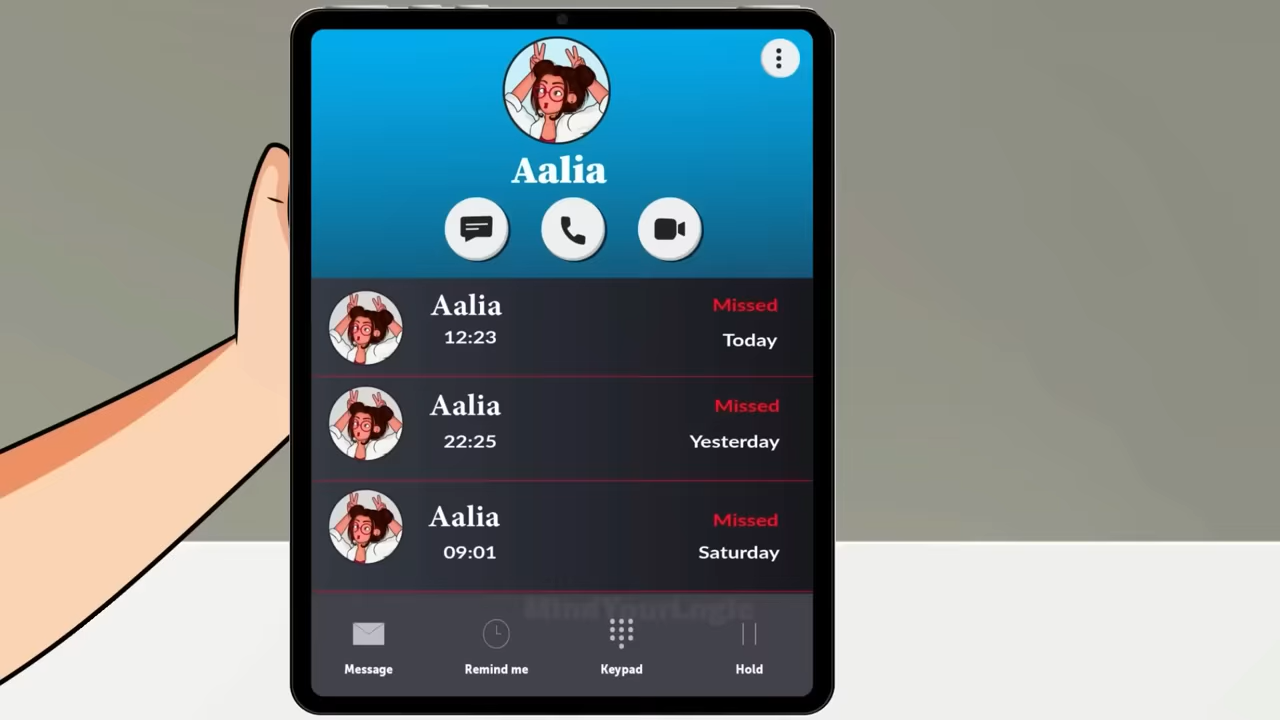 Aalia
Aalia
Missed
12:23
Today
Aalia
Missed
22:25
Yesterday
Aalia
Missed
09:01
Saturday
MindYourLogic
Message
Remind me
Keypad
Hold